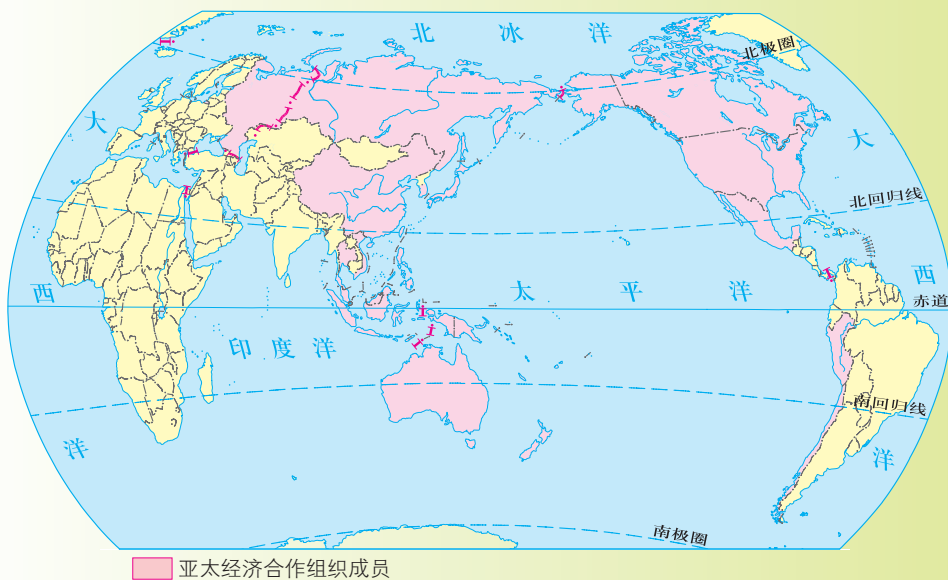 北冰洋
北极圈
大
大
北回归线
西
太平洋
西
赤道
印度洋
南回归线
洋
洋
南极圈
亚太经济合作组织成员